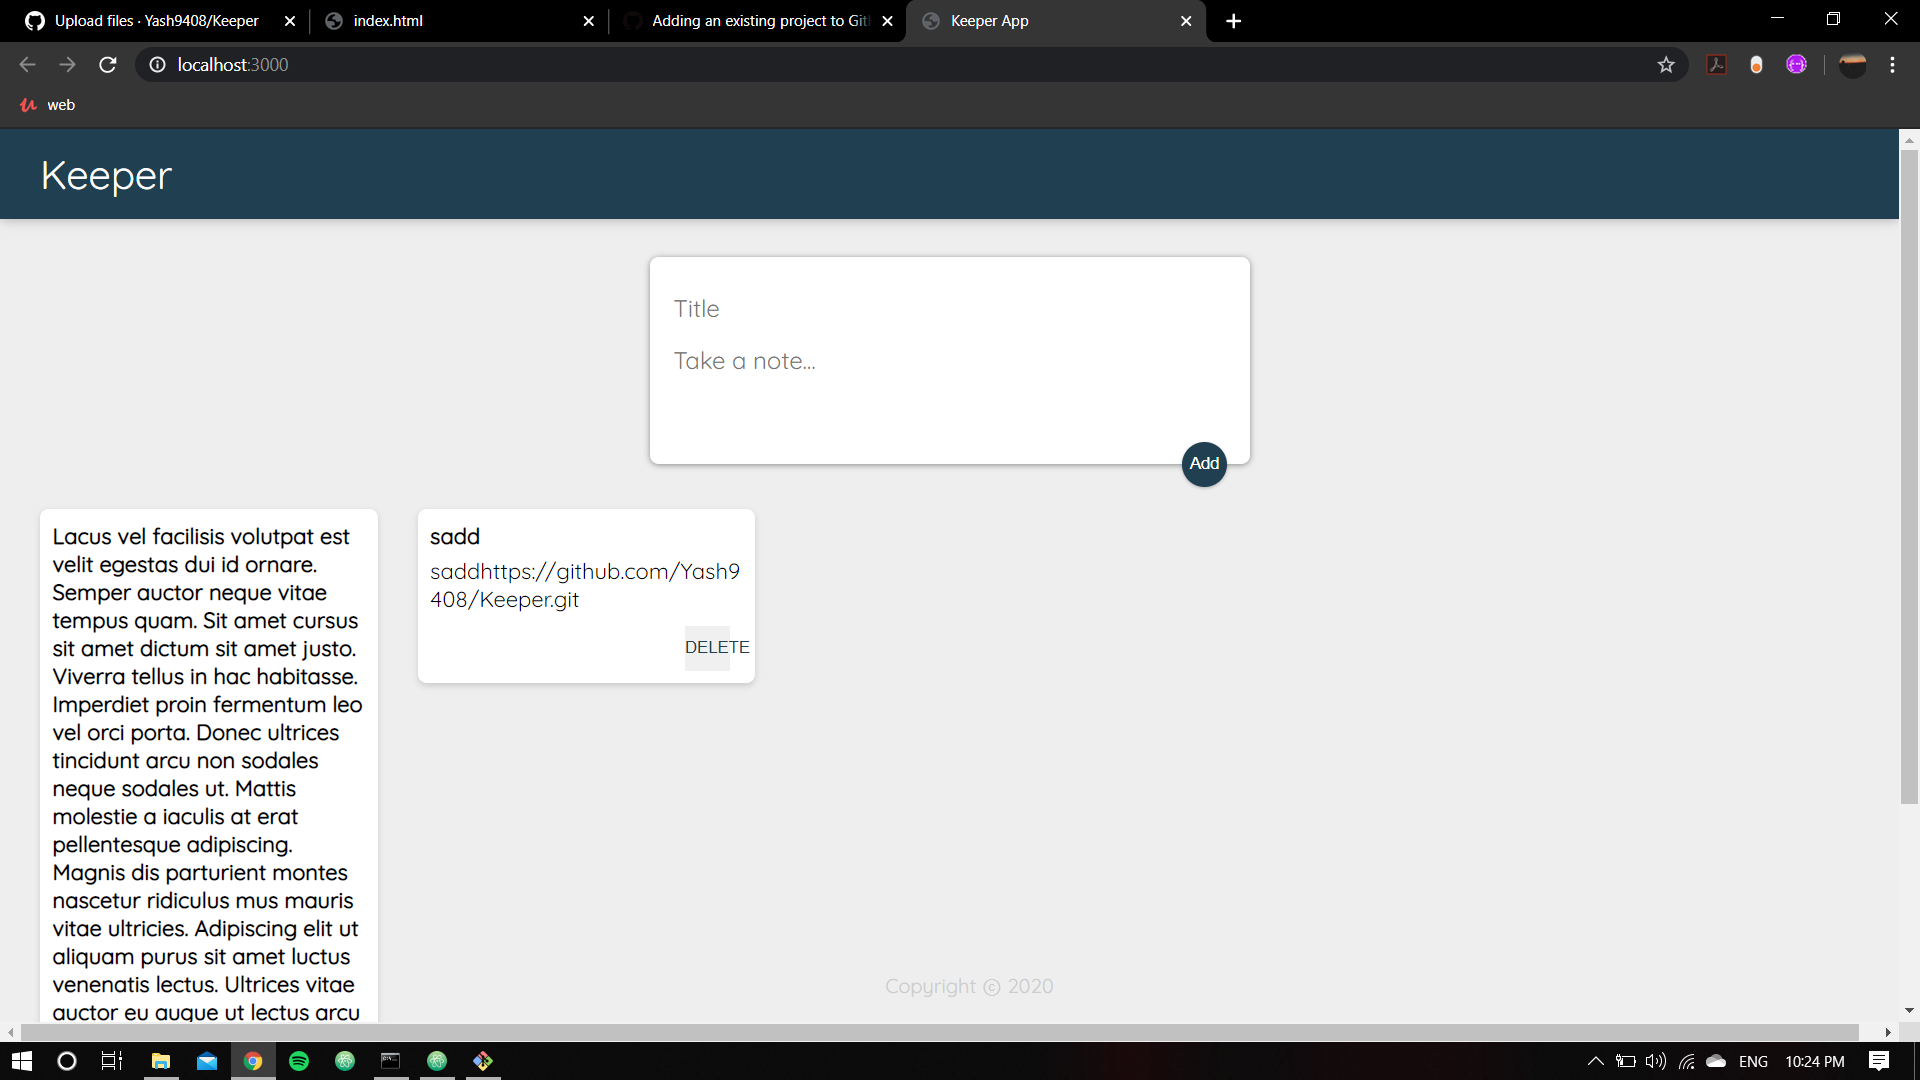 Upload files · Yash9408/Keeper
index.html
Adding an existing project to Git
Keeper App
localhost:3000
web
Keeper
Title
Take a note...
Add
Lacus vel facilisis volutpat est
velit egestas dui id ornare.
Semper auctor neque vitae
tempus quam. Sit amet cursus
sit amet dictum sit amet justo.
Viverra tellus in hac habitasse.
Imperdiet proin fermentum leo
vel orci porta. Donec ultrices
tincidunt arcu non sodales
neque sodales ut. Mattis
molestie a iaculis at erat
pellentesque adipiscing.
Magnis dis parturient montes
nascetur ridiculus mus mauris
vitae ultricies. Adipiscing elit ut
aliquam purus sit amet luctus
venenatis lectus. Ultrices vitae
auctor eu augue ut lectus arcu
sadd
saddhttps://github.com/Yash9
408/Keeper.git
DELETE
Copyright © 2020
ENG
10:24 PM